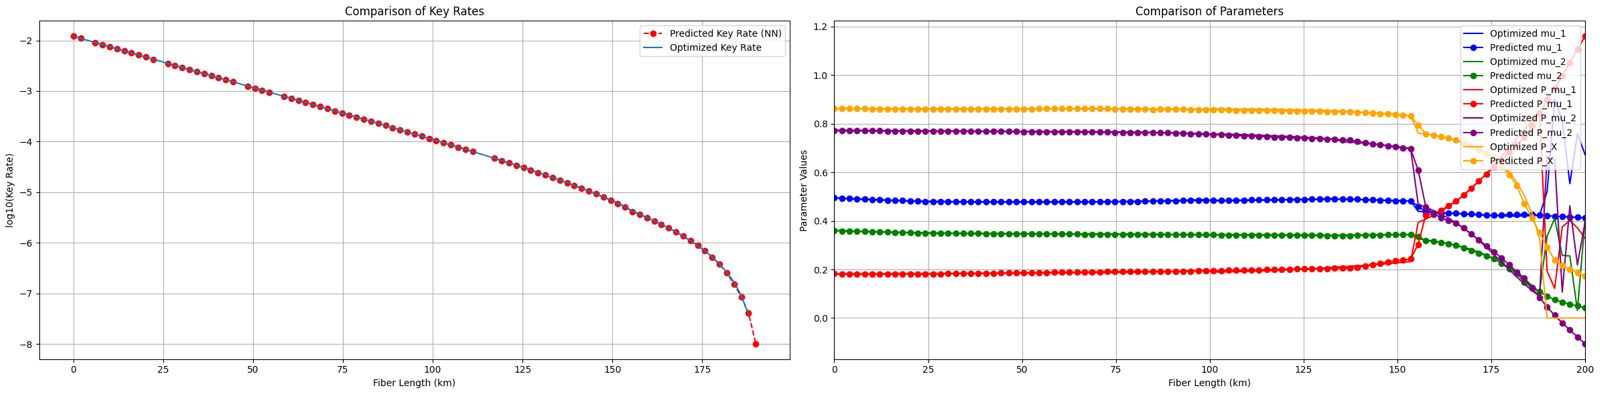 Comparison of Key Rates
Predicted Key Rate (NN)
Optimized Key Rate
log10(Key Rate)
−2
−3
−4
−5
−6
−7
−8
0
25
50
75
100
125
150
175
Fiber Length (km)
Comparison of Parameters
Optimized mu_1
Predicted mu_1
Optimized mu_2
Predicted mu_2
Optimized P_mu_1
Predicted P_mu_1
Optimized P_mu_2
Predicted P_mu_2
Optimized P_X
Predicted P_X
Parameter Values
1.2
1.0
0.8
0.6
0.4
0.2
0.0
0
25
50
75
100
125
150
175
200
Fiber Length (km)